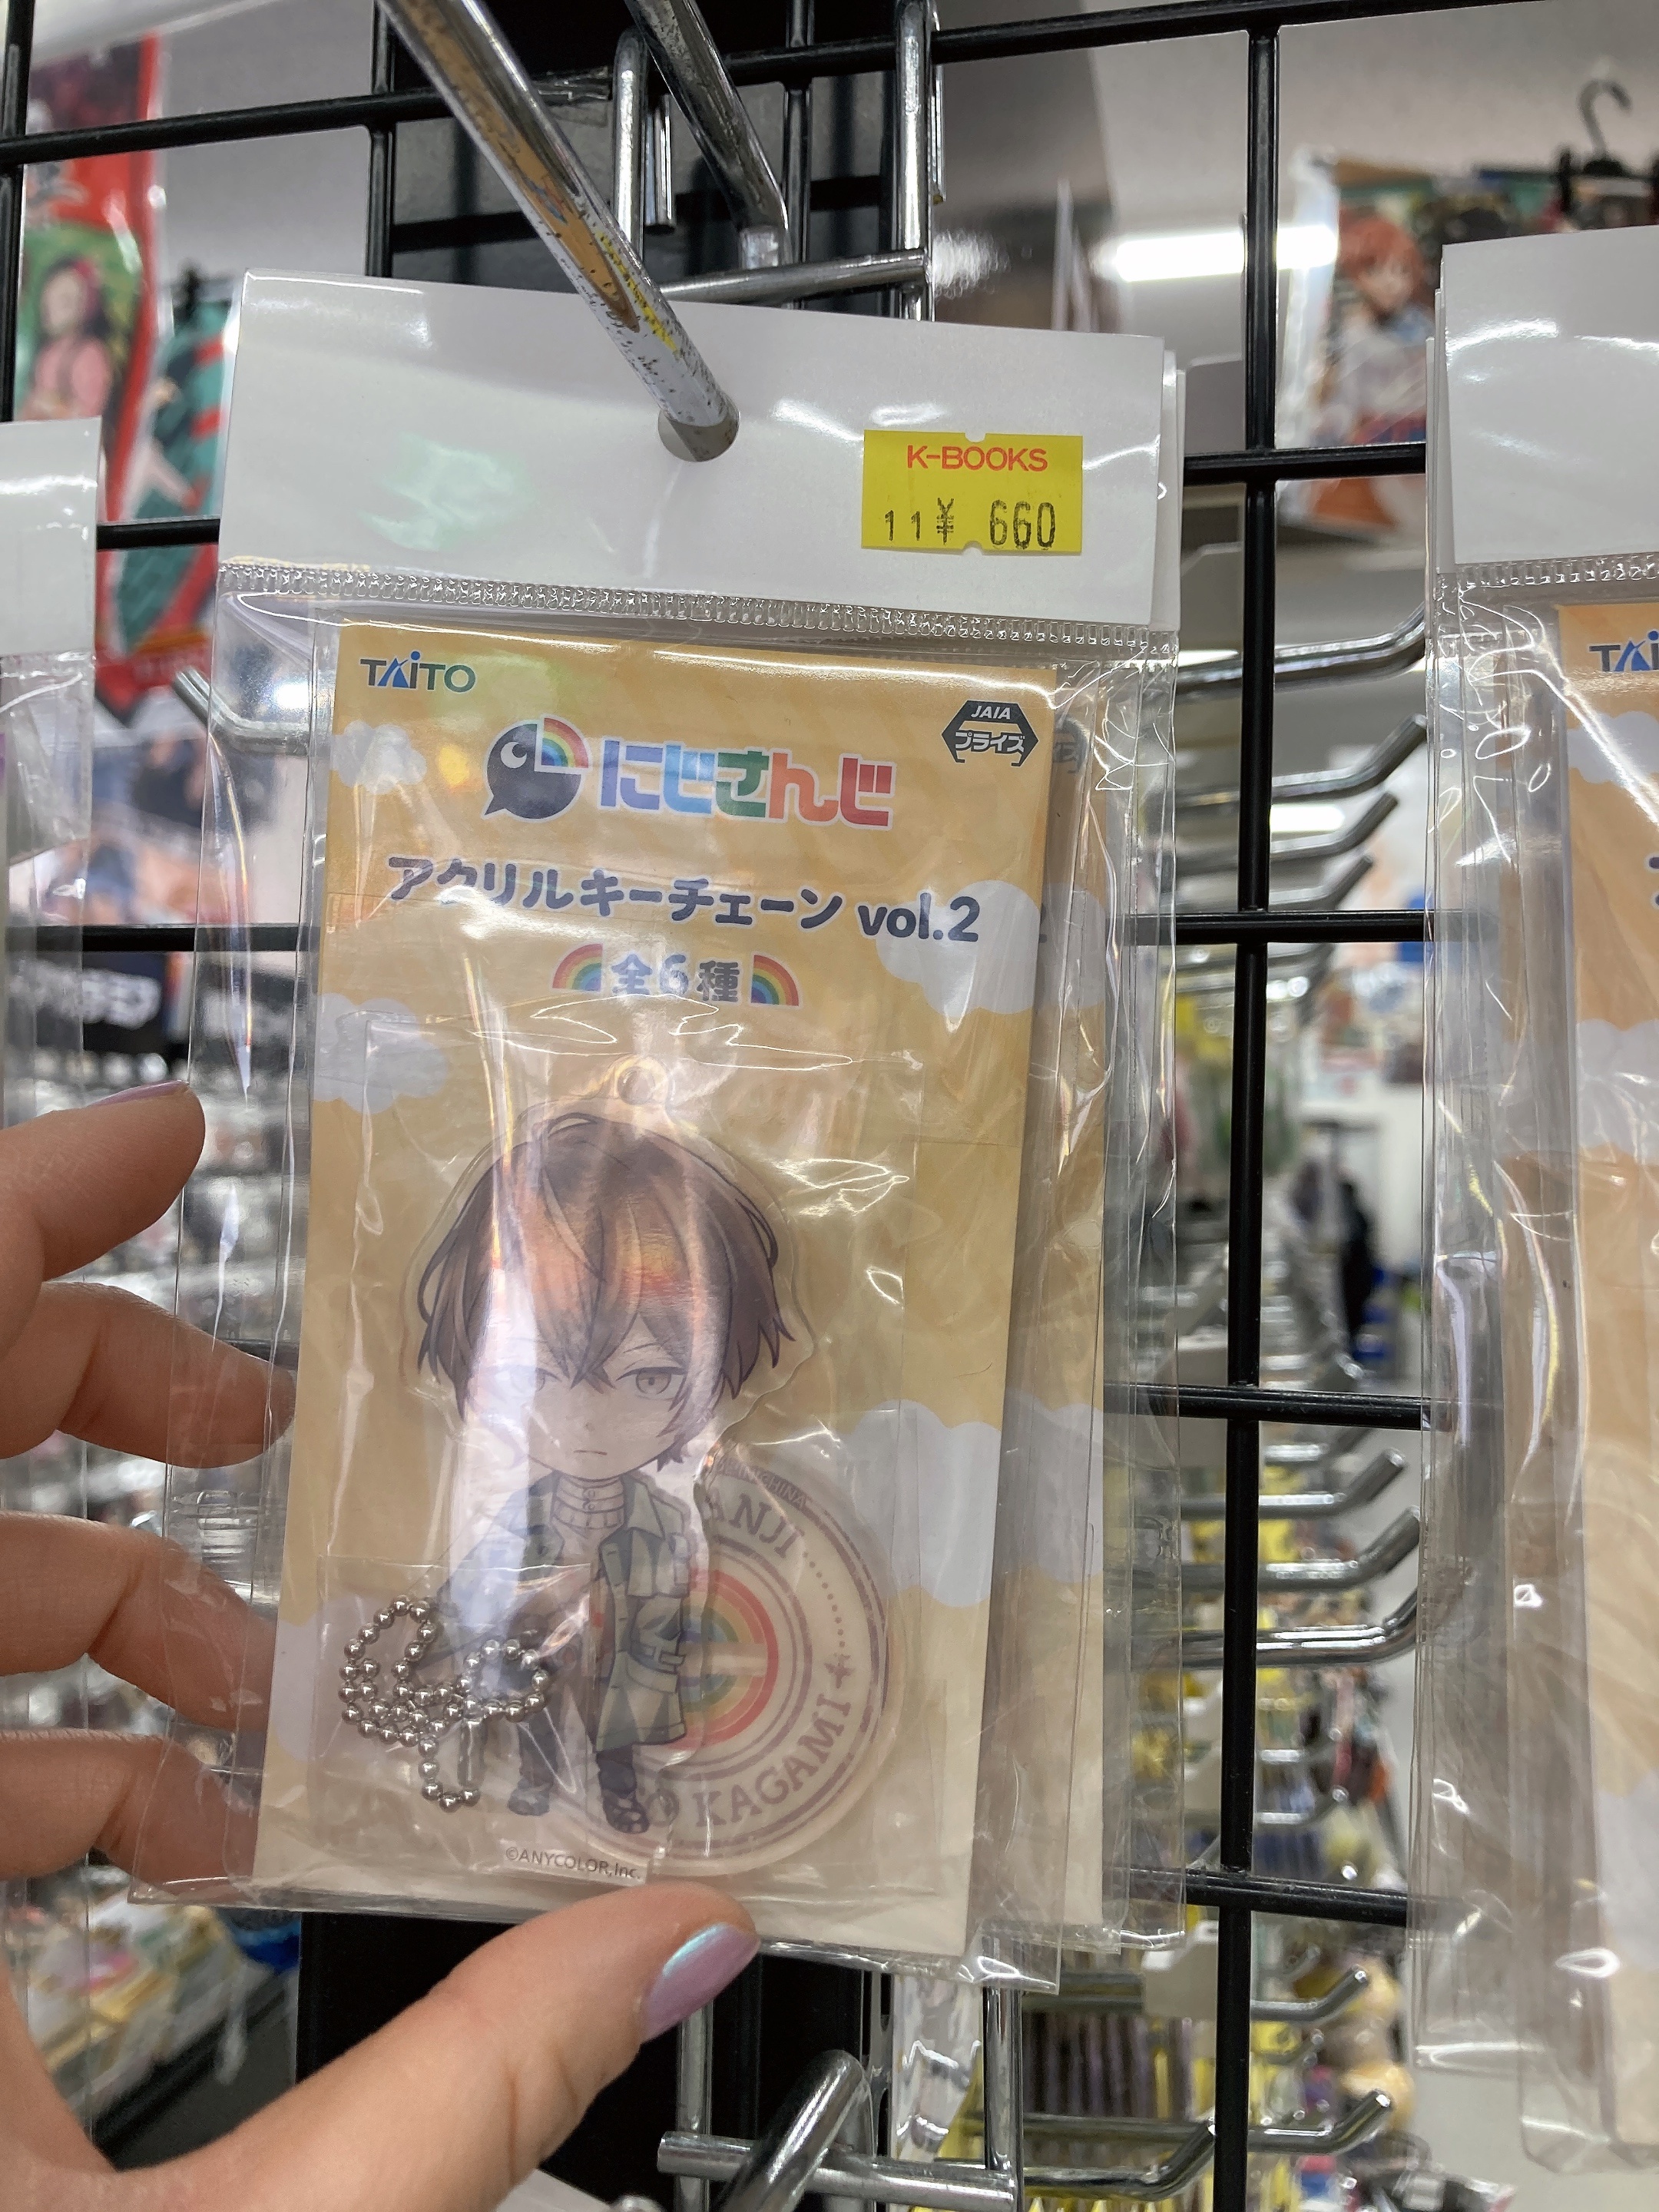 K-BOOKS
11¥ 660
TAITO
JAIA
プライズ
にじさんじ
アクリルキーチェーン vol.2
全6種
ANJI
KAGAMI
©ANYCOLOR,Inc.